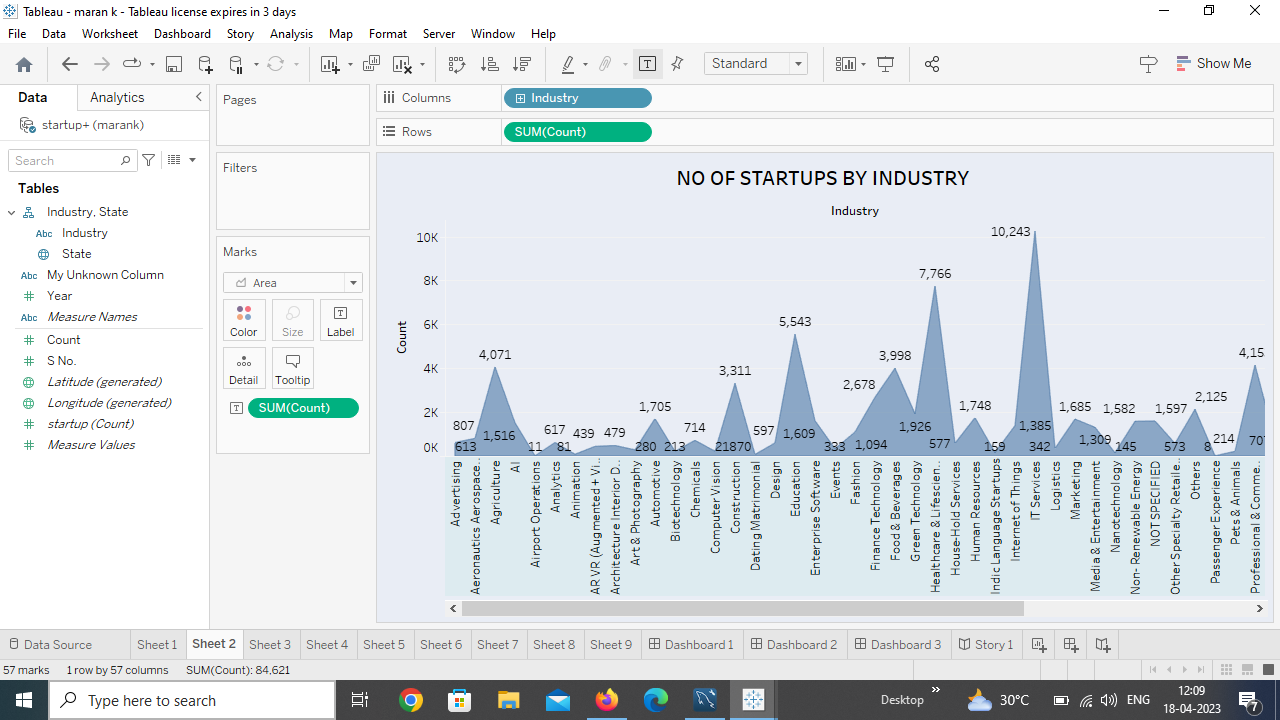 Tableau - maran k - Tableau license expires in 3 days
File Data Worksheet Dashboard Story Analysis Map Format Server Window Help
Standard
Show Me
Data Analytics
startup+ (marank)
Search
Tables
Industry, State
Industry
State
My Unknown Column
Year
Measure Names
Count
S No.
Latitude (generated)
Longitude (generated)
startup (Count)
Measure Values
Pages
Filters
Marks
Area
Color Size Label
Detail Tooltip
SUM(Count)
Columns Industry
Rows SUM(Count)
NO OF STARTUPS BY INDUSTRY
Industry
Count
10K
8K
6K
4K
2K
0K
807
613
4,071
1,516
11
617
81
439
479
280
1,705
213
714
21870
3,311
597
5,543
1,609
333
2,678
1,094
3,998
1,926
7,766
577
1,748
159
1,385
10,243
342
1,685
1,309
145
1,582
1,597
573
2,125
8
214
4,15
70
Advertising
Aeronautics Aerospace..
Agriculture
AI
Airport Operations
Analytics
Animation
AR VR (Augmented + Vi..
Architecture Interior D..
Art & Photography
Automotive
Biotechnology
Chemicals
Computer Vision
Construction
Dating Matrimonial
Design
Education
Enterprise Software
Events
Fashion
Finance Technology
Food & Beverages
Green Technology
Healthcare & Lifescien..
House-Hold Services
Human Resources
Indic Language Startups
Internet of Things
IT Services
Logistics
Marketing
Media & Entertainment
Nanotechnology
Non- Renewable Energy
NOT SPECIFIED
Other Specialty Retaile..
Others
Passenger Experience
Pets & Animals
Professional & Comme..
Data Source Sheet 1 Sheet 2 Sheet 3 Sheet 4 Sheet 5 Sheet 6 Sheet 7 Sheet 8 Sheet 9 Dashboard 1 Dashboard 2 Dashboard 3 Story 1
57 marks 1 row by 57 columns SUM(Count): 84,621
Type here to search
Desktop
30°C
ENG
12:09
18-04-2023
7